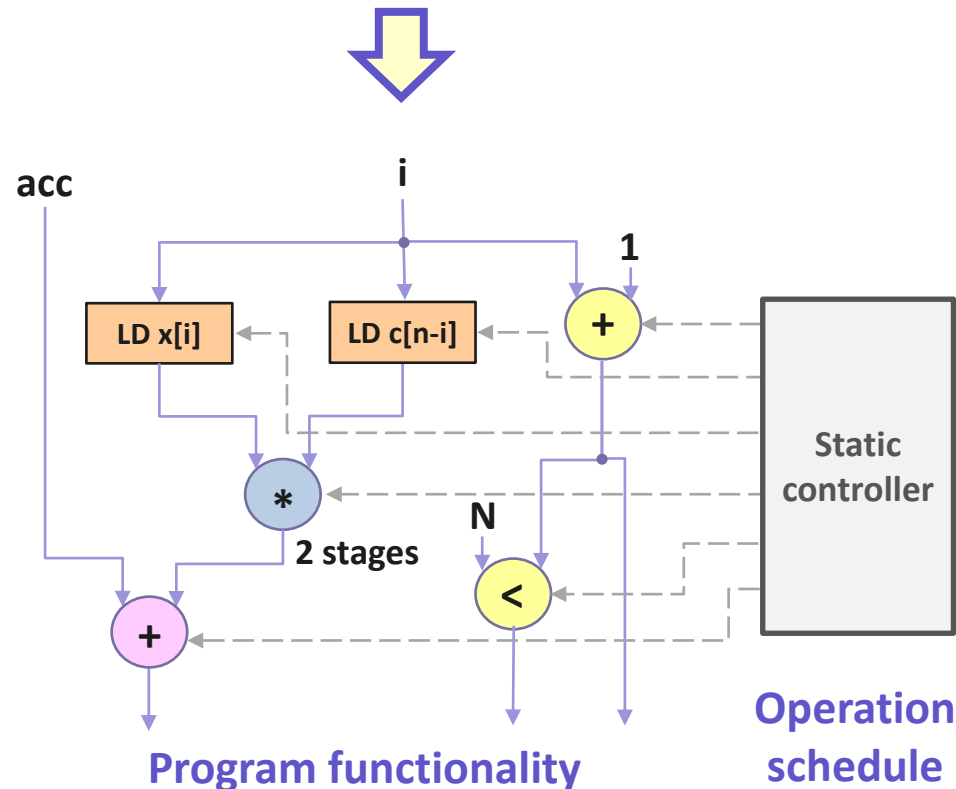 acc
i
1
LD x[i]
LD c[n-i]
+
Static
controller
*
N
2 stages
<
+
Operation
schedule
Program functionality